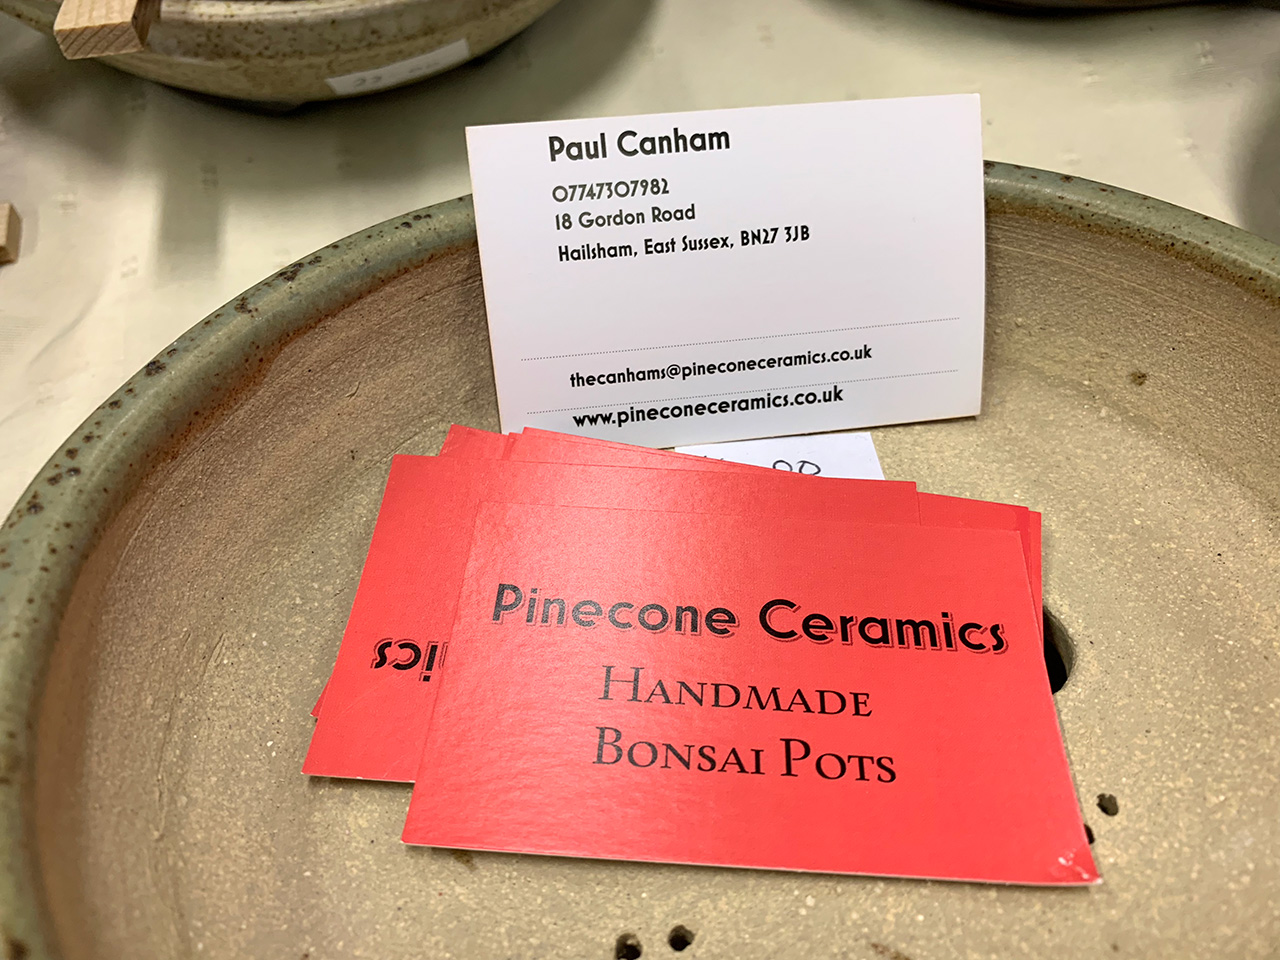 Paul Canham
07747307982
18 Gordon Road
Hailsham, East Sussex, BN27 3JB
thecanhams@pineconeceramics.co.uk
www.pineconeceramics.co.uk
Pinecone Ceramics
Handmade
Bonsai Pots